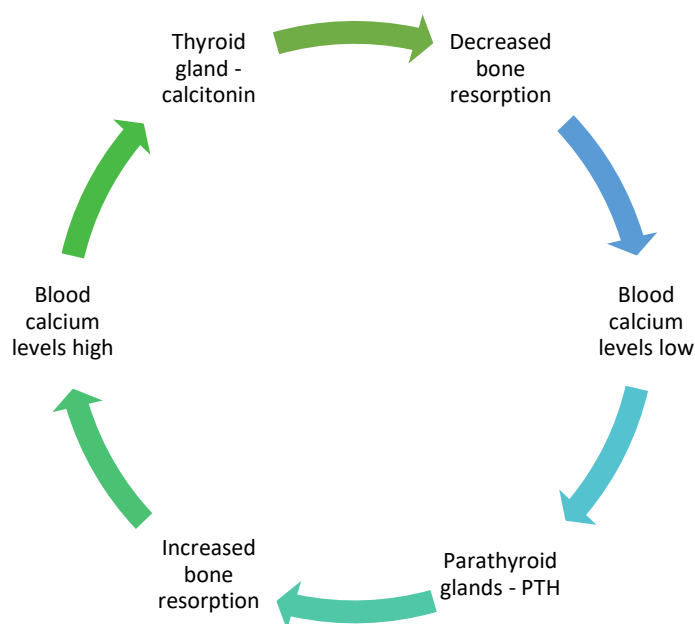 Thyroid
gland -
calcitonin
Decreased
bone
resorption
Blood
calcium
levels low
Parathyroid
glands - PTH
Increased
bone
resorption
Blood
calcium
levels high